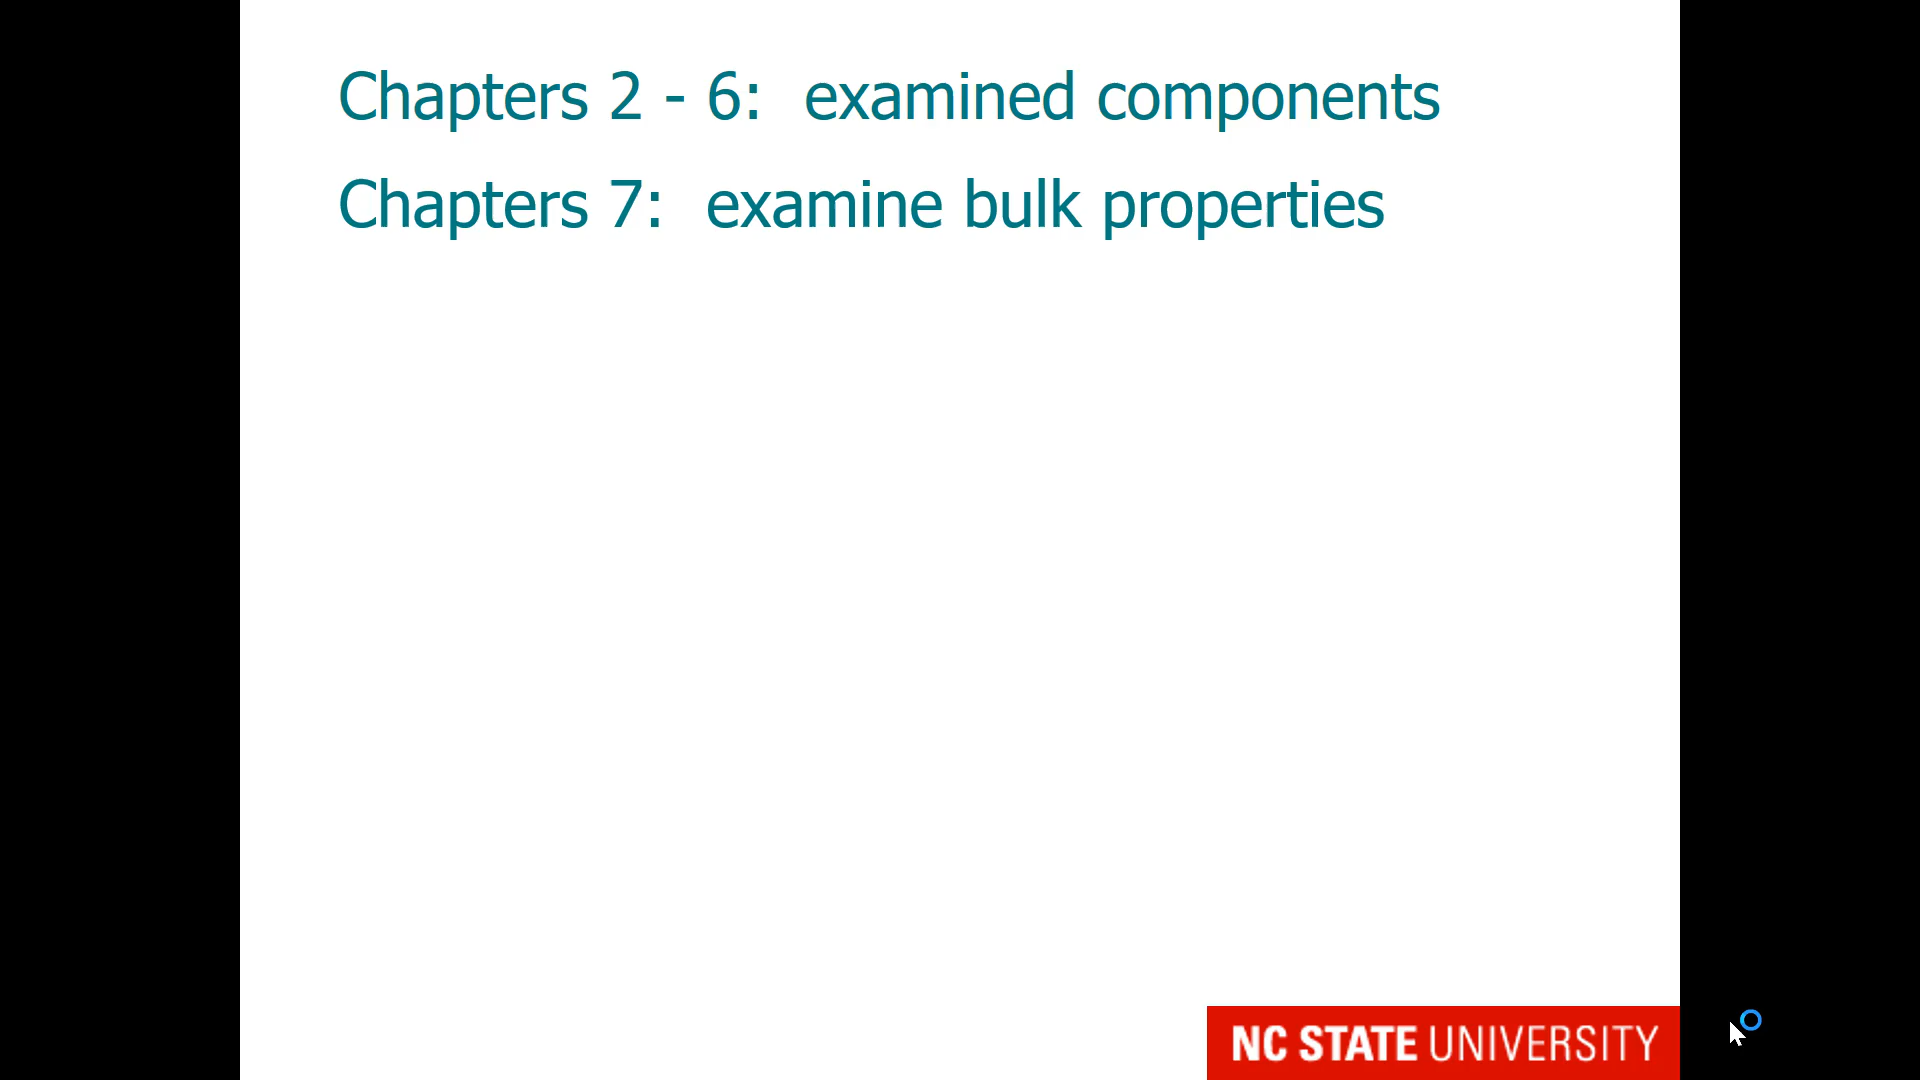 Chapters 2 - 6:  examined components
Chapters 7:  examine bulk properties
NC STATE UNIVERSITY